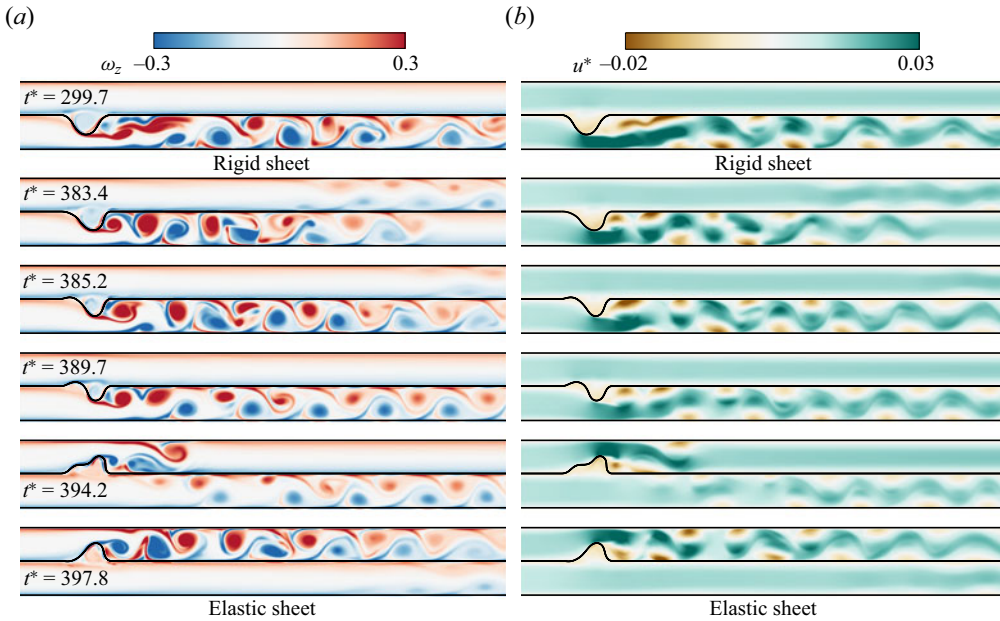 (a) (b)
ω_z −0.3 0.3 u* −0.02 0.03
t* = 299.7
Rigid sheet Rigid sheet
t* = 383.4
t* = 385.2
t* = 389.7
t* = 394.2
t* = 397.8
Elastic sheet Elastic sheet